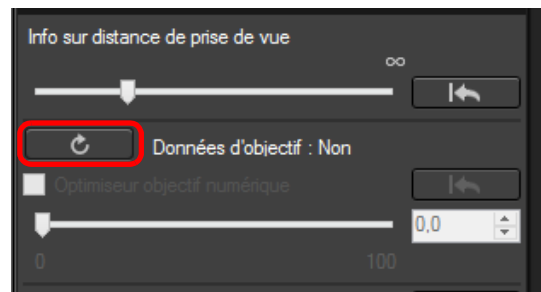 Info sur distance de prise de vue
∞
Données d'objectif : Non
Optimiseur objectif numérique
0,0
0 100